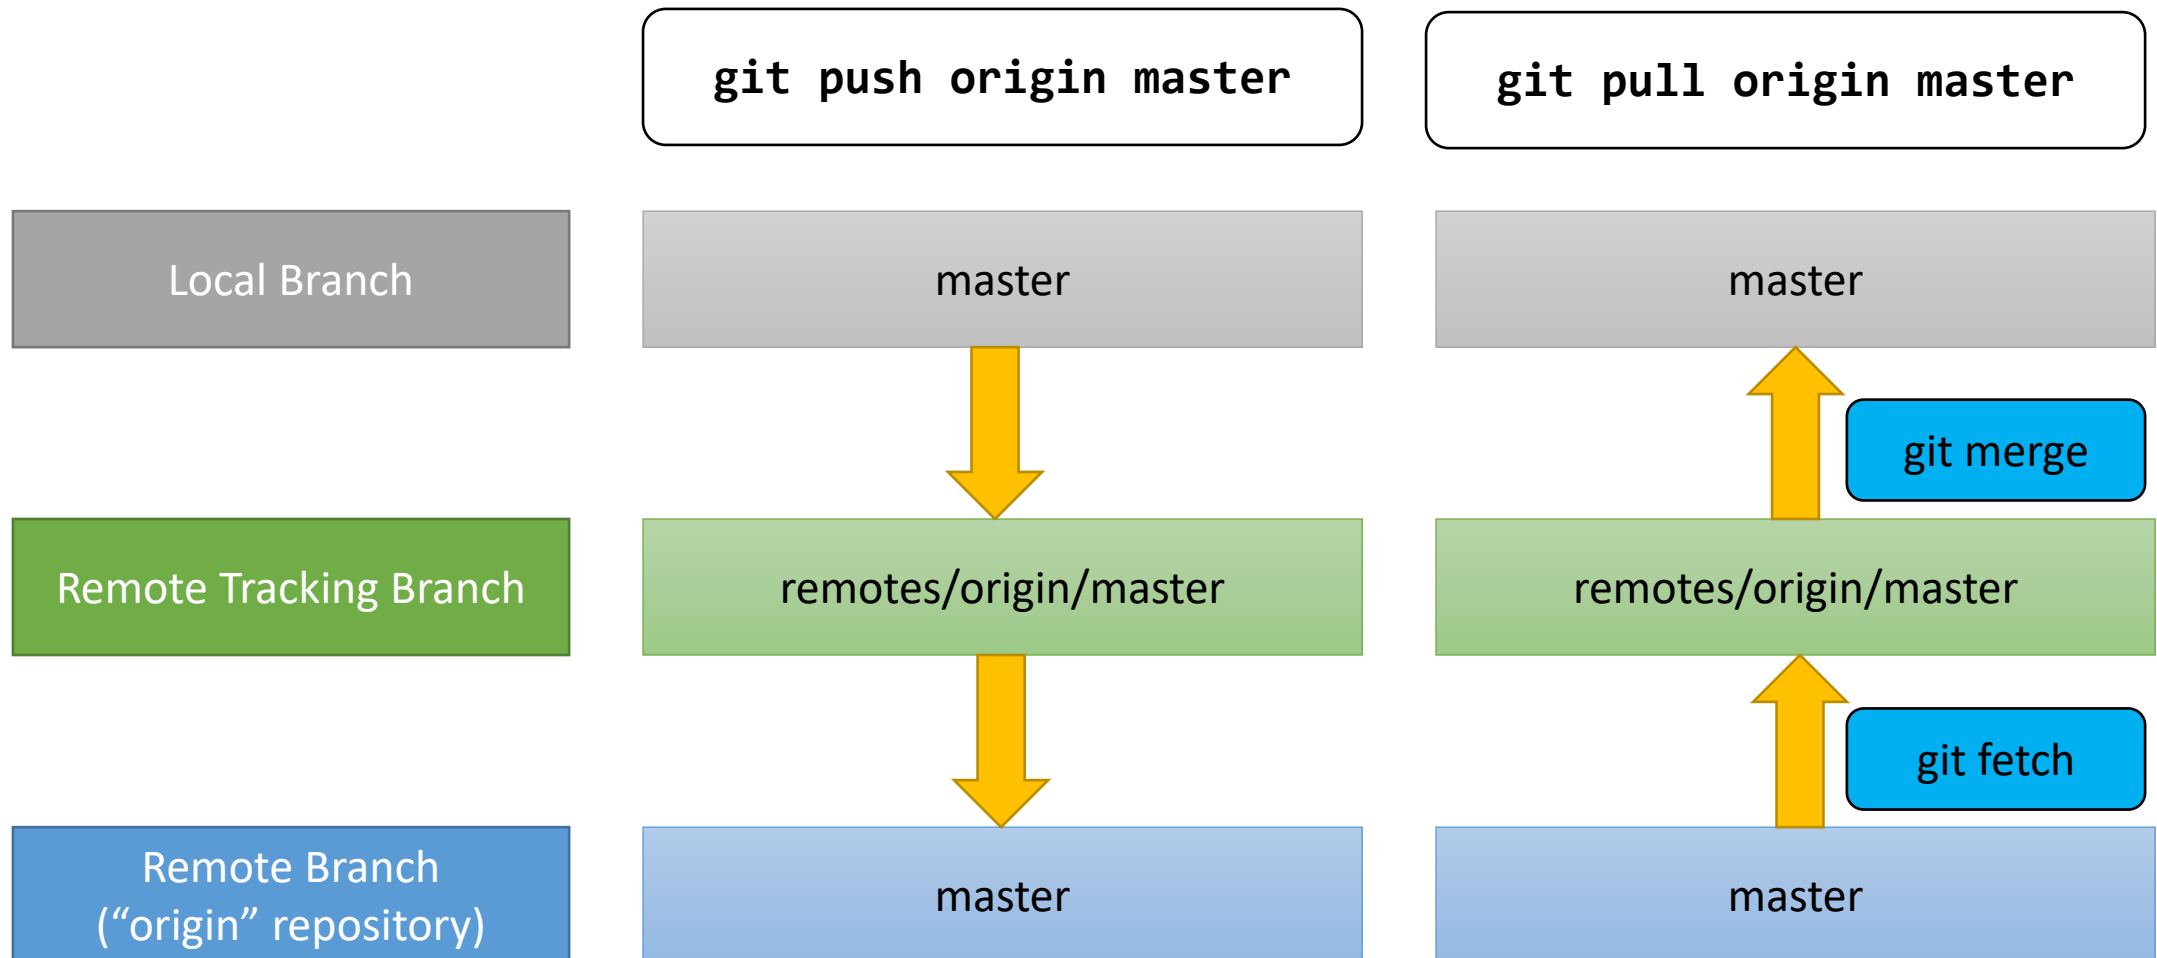 git push origin master
git pull origin master
Local Branch
master
master
git merge
Remote Tracking Branch
remotes/origin/master
remotes/origin/master
git fetch
Remote Branch
(“origin” repository)
master
master